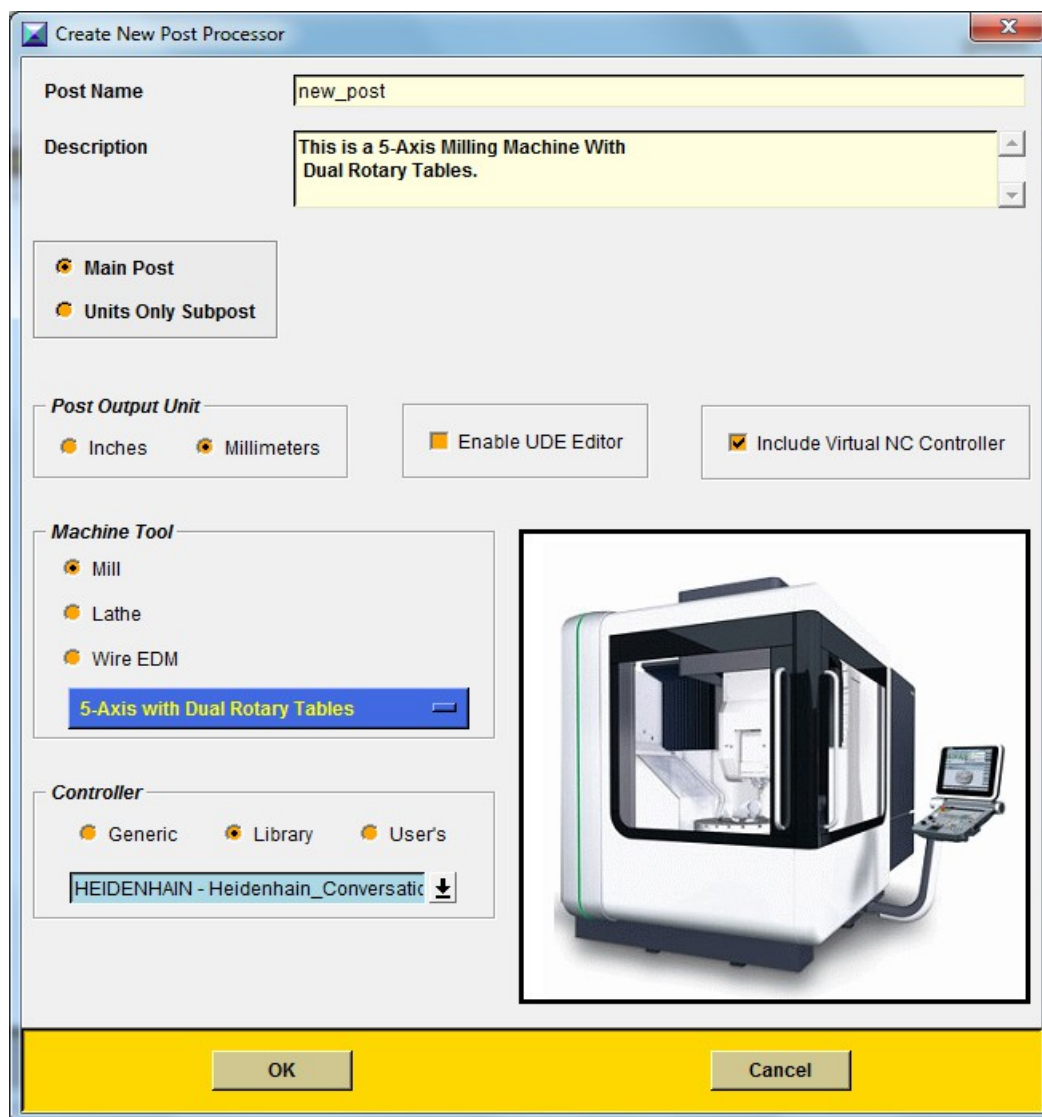 Create New Post Processor
Post Name
new_post
Description
This is a 5-Axis Milling Machine With
Dual Rotary Tables.
Main Post
Units Only Subpost
Post Output Unit
Inches
Millimeters
Enable UDE Editor
Include Virtual NC Controller
Machine Tool
Mill
Lathe
Wire EDM
5-Axis with Dual Rotary Tables
Controller
Generic
Library
User's
HEIDENHAIN - Heidenhain_Conversatic
OK
Cancel